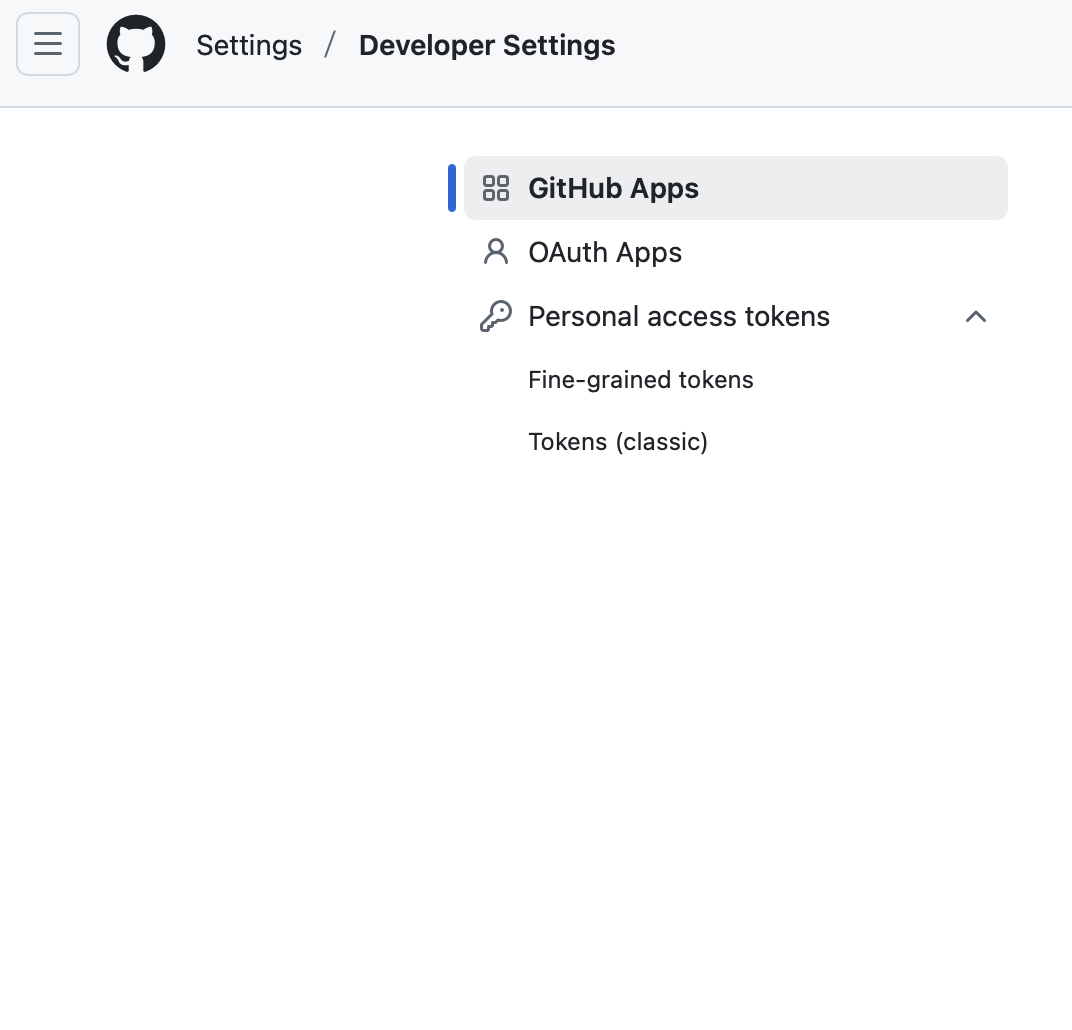 Settings / Developer Settings
GitHub Apps
OAuth Apps
Personal access tokens
Fine-grained tokens
Tokens (classic)